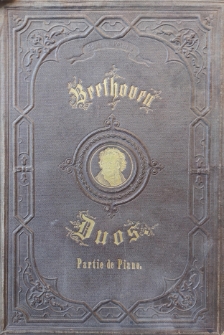 Beethoven
Duos.
Partie de Piano.